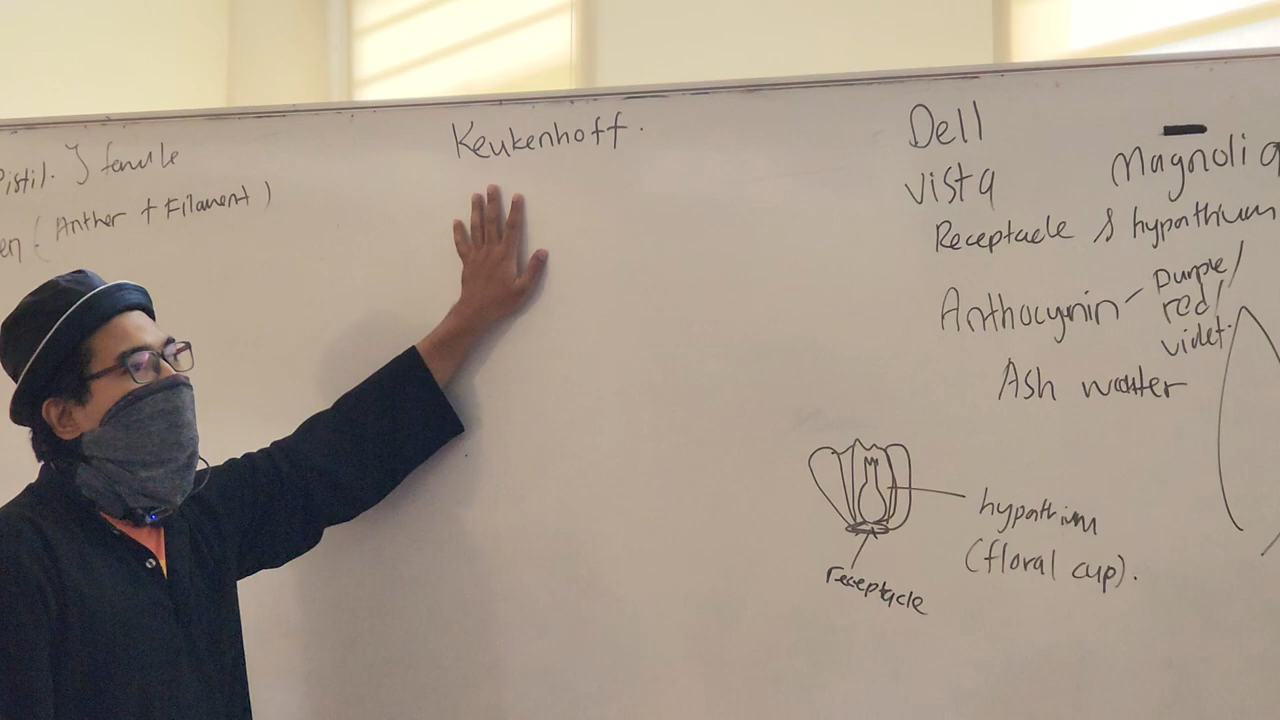 Pistil. } female
en (Anther + Filament)
Keukenhoff.
Dell
vista
Magnolia
Receptacle & hypathium
Anthocynin - purple/
red/
violet.
Ash water
hypathium
(floral cup).
receptacle